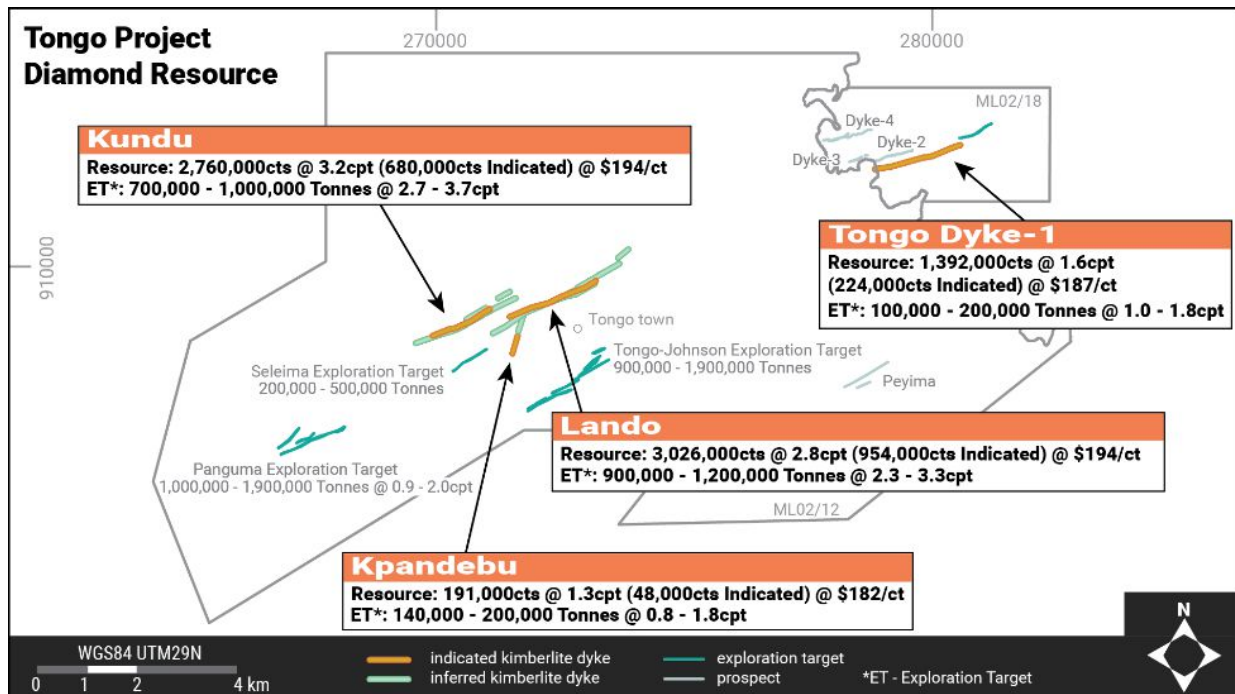 Tongo Project
Diamond Resource
270000
280000
910000
ML02/18
Dyke-4
Dyke-3
Dyke-2
Kundu
Resource: 2,760,000cts @ 3.2cpt (680,000cts Indicated) @ $194/ct
ET*: 700,000 - 1,000,000 Tonnes @ 2.7 - 3.7cpt
Tongo Dyke-1
Resource: 1,392,000cts @ 1.6cpt
(224,000cts Indicated) @ $187/ct
ET*: 100,000 - 200,000 Tonnes @ 1.0 - 1.8cpt
Tongo town
Seleima Exploration Target
200,000 - 500,000 Tonnes
Tongo-Johnson Exploration Target
900,000 - 1,900,000 Tonnes
Peyima
Lando
Resource: 3,026,000cts @ 2.8cpt (954,000cts Indicated) @ $194/ct
ET*: 900,000 - 1,200,000 Tonnes @ 2.3 - 3.3cpt
Panguma Exploration Target
1,000,000 - 1,900,000 Tonnes @ 0.9 - 2.0cpt
ML02/12
Kpandebu
Resource: 191,000cts @ 1.3cpt (48,000cts Indicated) @ $182/ct
ET*: 140,000 - 200,000 Tonnes @ 0.8 - 1.8cpt
N
WGS84 UTM29N
0 1 2 4 km
indicated kimberlite dyke
inferred kimberlite dyke
exploration target
prospect
*ET - Exploration Target